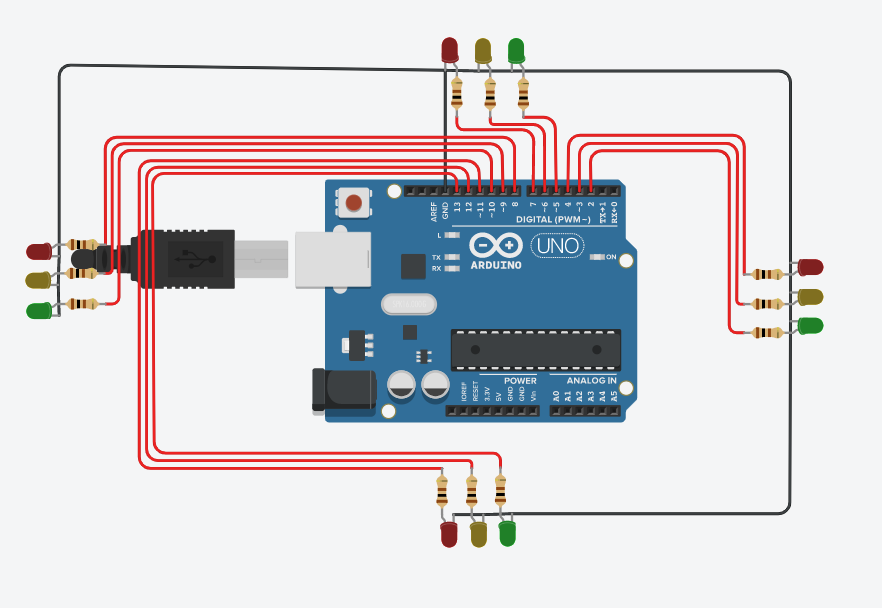 AREF
GND
13
12
~11
~10
~9
8
7
~6
~5
4
~3
2
TX→1
RX←0
DIGITAL (PWM~)
L
TX
RX
ARDUINO
UNO
ON
IOREF
RESET
3.3V
5V
GND
GND
Vin
POWER
ANALOG IN
A0
A1
A2
A3
A4
A5